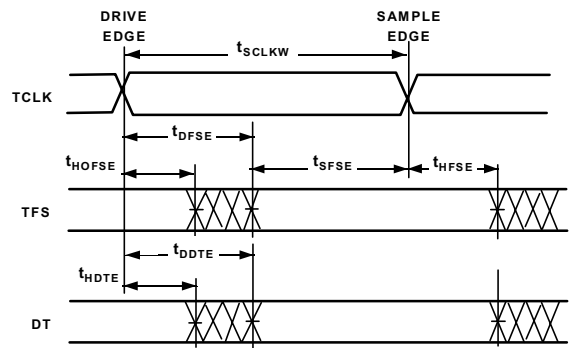 DRIVE EDGE
SAMPLE EDGE
tSCLKW
TCLK
tDFSE
tHOFSE
tSFSE
tHFSE
TFS
tDDTE
tHDTE
DT